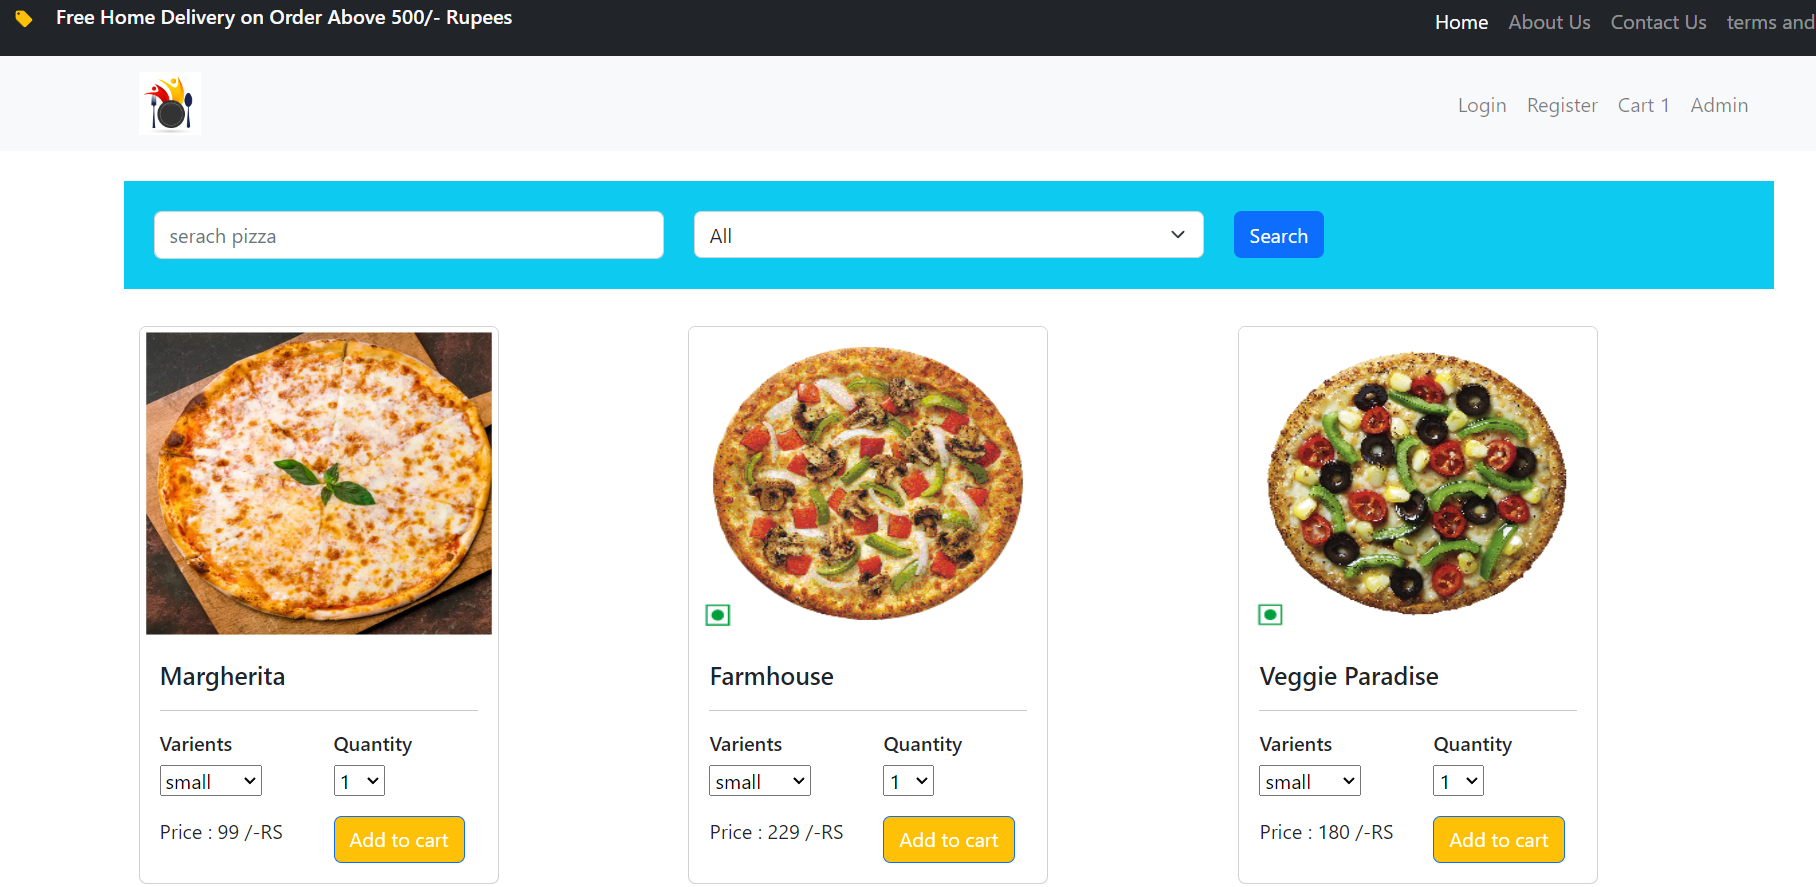 Free Home Delivery on Order Above 500/- Rupees
Home About Us Contact Us terms and
Login Register Cart 1 Admin
serach pizza
All
Search
Margherita
Varients Quantity
small 1
Price : 99 /-RS Add to cart
Farmhouse
Varients Quantity
small 1
Price : 229 /-RS Add to cart
Veggie Paradise
Varients Quantity
small 1
Price : 180 /-RS Add to cart